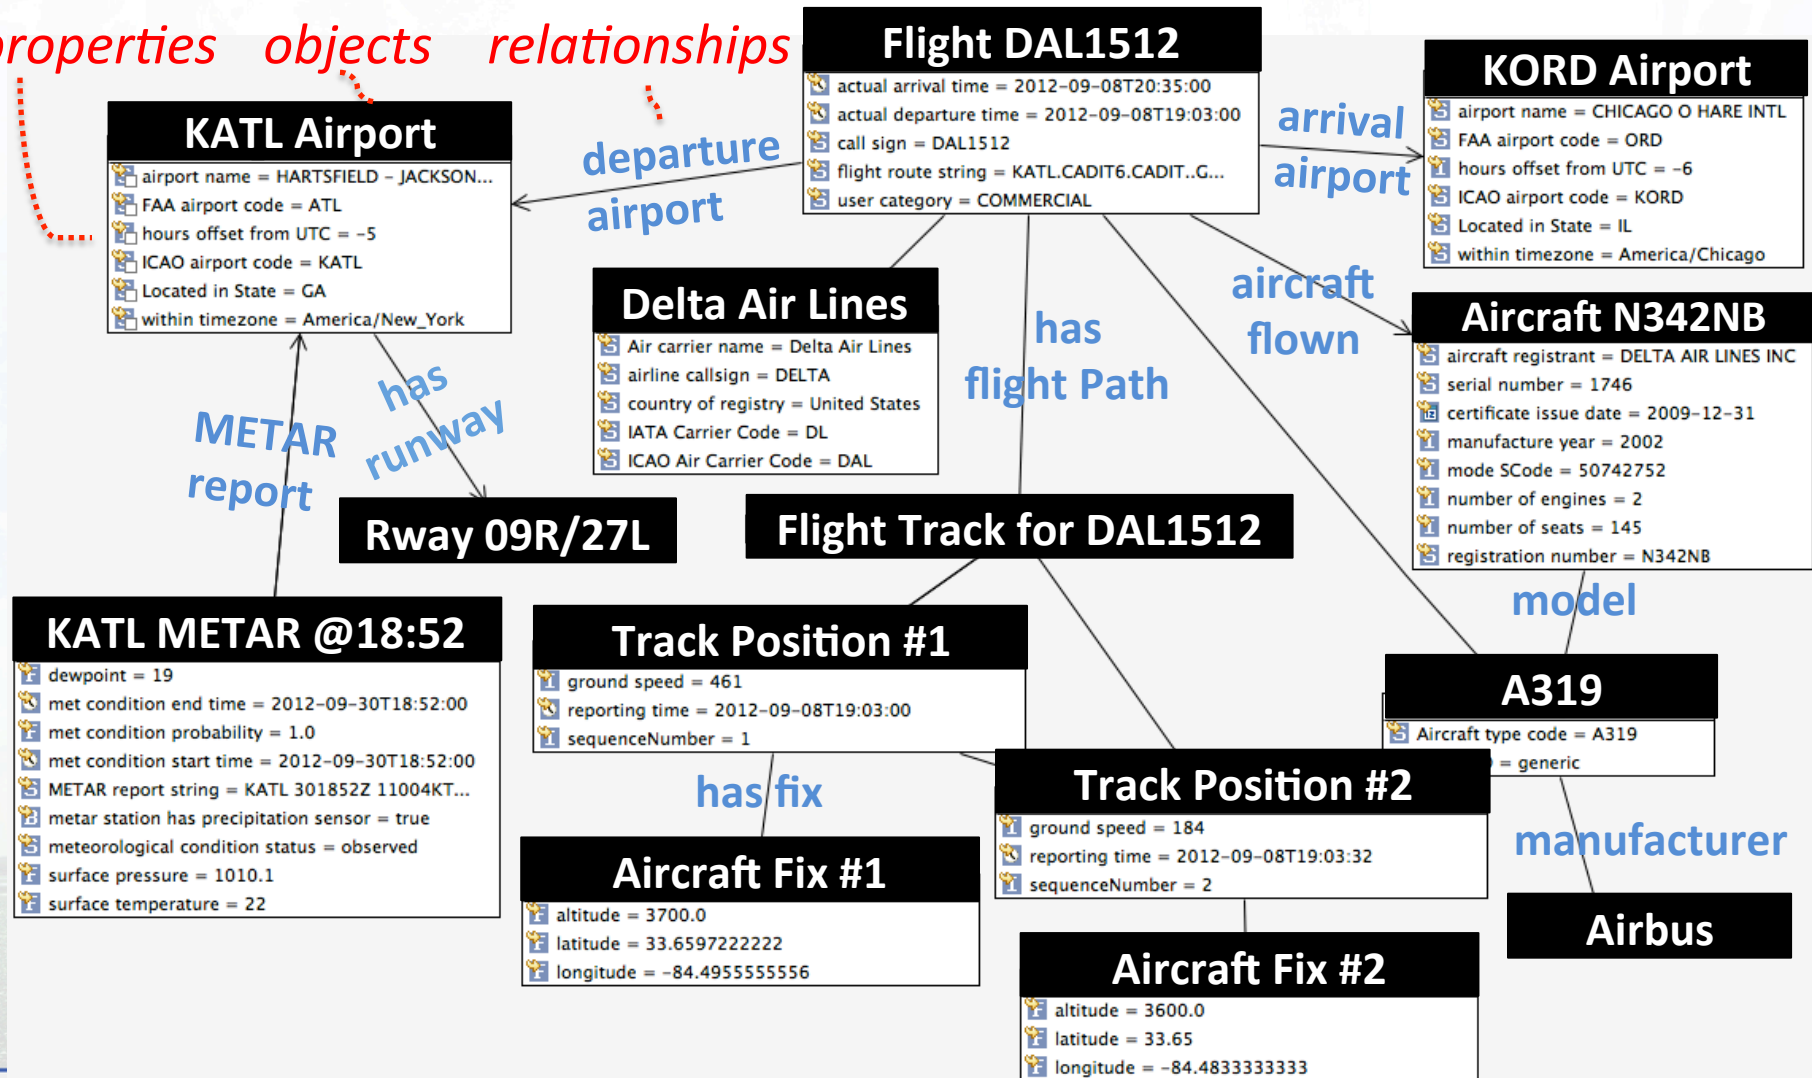 properties objects relationships
Flight DAL1512
actual arrival time = 2012-09-08T20:35:00
actual departure time = 2012-09-08T19:03:00
call sign = DAL1512
flight route string = KATL.CADIT6.CADIT..G...
user category = COMMERCIAL
KORD Airport
airport name = CHICAGO O HARE INTL
FAA airport code = ORD
hours offset from UTC = -6
ICAO airport code = KORD
Located in State = IL
within timezone = America/Chicago
KATL Airport
airport name = HARTSFIELD - JACKSON...
FAA airport code = ATL
hours offset from UTC = -5
ICAO airport code = KATL
Located in State = GA
within timezone = America/New_York
departure
airport
arrival
airport
Delta Air Lines
Air carrier name = Delta Air Lines
airline callsign = DELTA
country of registry = United States
IATA Carrier Code = DL
ICAO Air Carrier Code = DAL
has
flight Path
aircraft
flown
Aircraft N342NB
aircraft registrant = DELTA AIR LINES INC
serial number = 1746
certificate issue date = 2009-12-31
manufacture year = 2002
mode SCode = 50742752
number of engines = 2
number of seats = 145
registration number = N342NB
METAR
report
has
runway
Rway 09R/27L
Flight Track for DAL1512
model
KATL METAR @18:52
dewpoint = 19
met condition end time = 2012-09-30T18:52:00
met condition probability = 1.0
met condition start time = 2012-09-30T18:52:00
METAR report string = KATL 301852Z 11004KT...
metar station has precipitation sensor = true
meteorological condition status = observed
surface pressure = 1010.1
surface temperature = 22
Track Position #1
ground speed = 461
reporting time = 2012-09-08T19:03:00
sequenceNumber = 1
A319
Aircraft type code = A319
= generic
has fix
Track Position #2
ground speed = 184
reporting time = 2012-09-08T19:03:32
sequenceNumber = 2
manufacturer
Airbus
Aircraft Fix #1
altitude = 3700.0
latitude = 33.6597222222
longitude = -84.4955555556
Aircraft Fix #2
altitude = 3600.0
latitude = 33.65
longitude = -84.4833333333